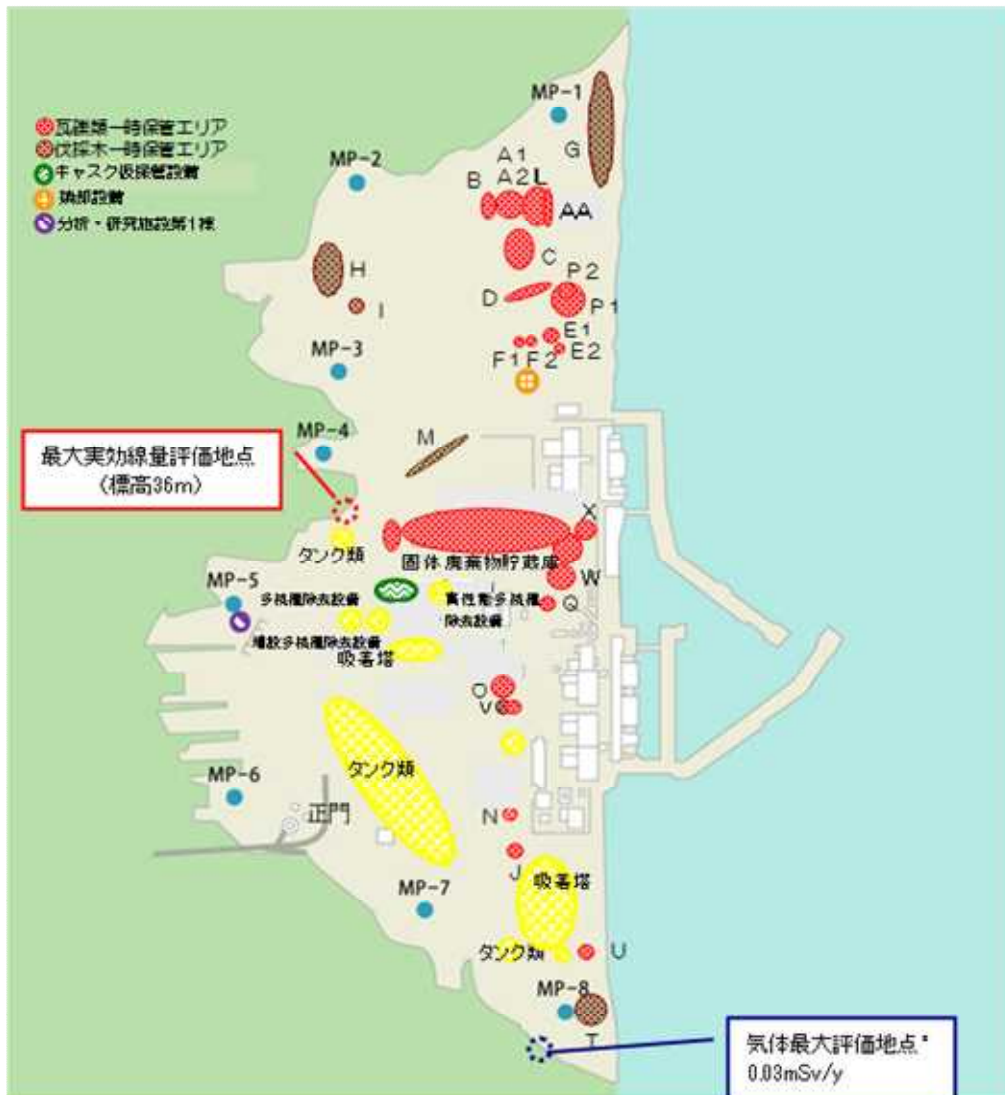 MP-1
瓦礫類一時保管エリア
伐採木一時保管エリア
キャスク仮保管設備
焼却設備
分析・研究施設第1棟
MP-2
G
A1
A2
L
B
AA
C
H
I
D
P2
P1
E1
E2
F1
F2
MP-3
MP-4
M
最大実効線量評価地点
(標高36m)
X
タンク類
固体廃棄物貯蔵庫
W
MP-5
多核種除去設備
高性能多核種
除去設備
Q
増設多核種除去設備
吸着塔
O
V
タンク類
MP-6
正門
N
J
MP-7
吸着塔
タンク類
U
MP-8
T
気体最大評価地点*
0.03mSv/y